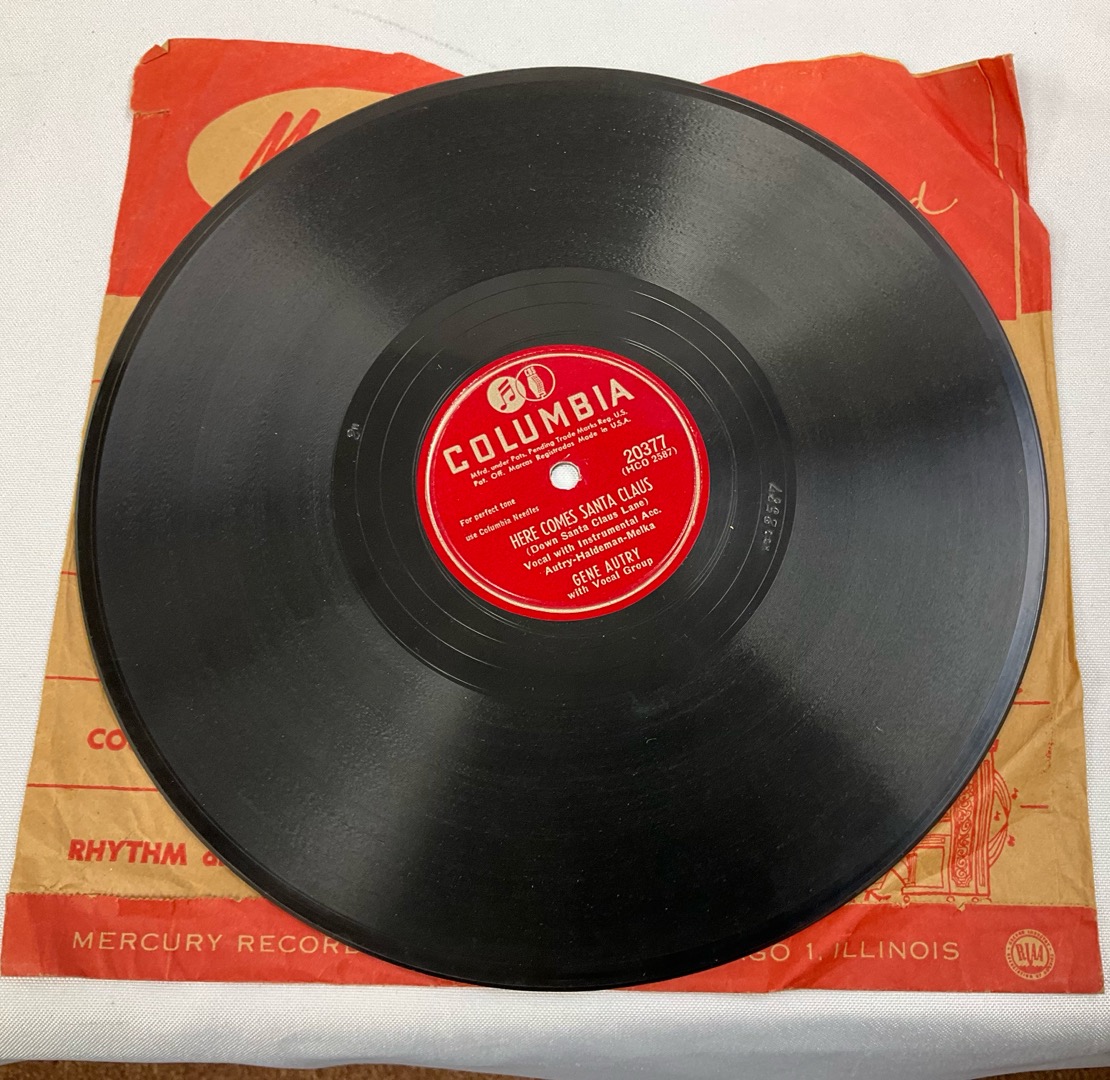 COLUMBIA
Mfrd. under Pats. Pending Trade Marks Reg. U.S.
Pat. Off. Marcas Registradas Made in U.S.A.
20377
(HCO 2587)
For perfect tone
use Columbia Needles
HERE COMES SANTA CLAUS
(Down Santa Claus Lane)
Vocal with Instrumental Acc.
Autry-Haldeman-Melka
GENE AUTRY
with Vocal Group
M
d
CO
RHYTHM
MERCURY RECORD
GO 1, ILLINOIS
RIAA